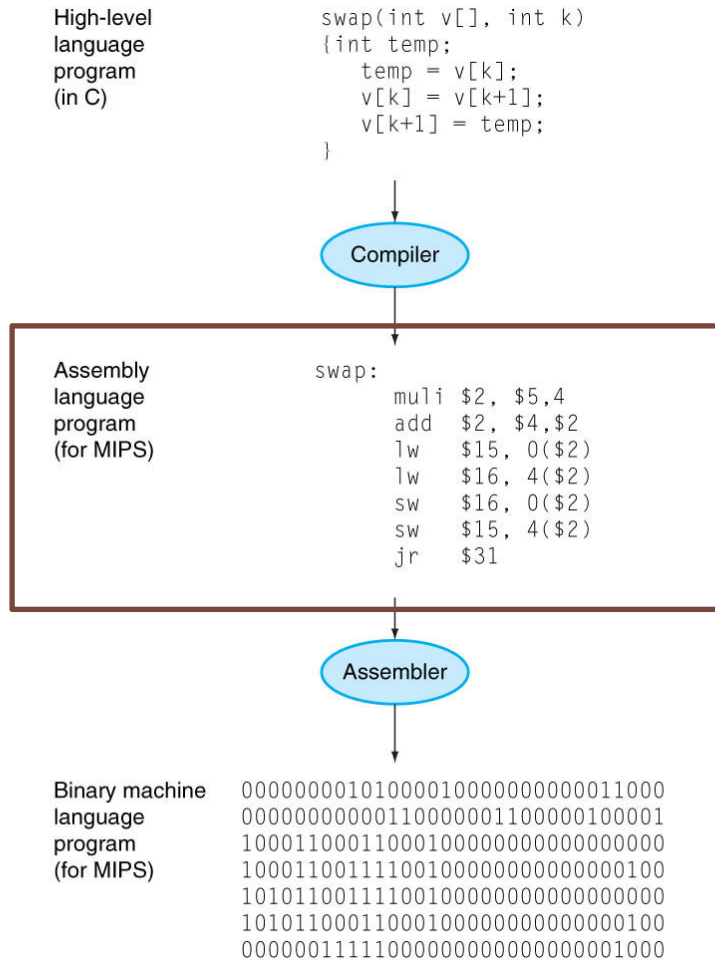 High-level swap(int v[], int k)
language {int temp;
program temp = v[k];
(in C) v[k] = v[k+1];
v[k+1] = temp;
}
Compiler
Assembly swap:
language muli $2, $5,4
program add $2, $4,$2
(for MIPS) lw $15, 0($2)
lw $16, 4($2)
sw $16, 0($2)
sw $15, 4($2)
jr $31
Assembler
Binary machine 00000000101000010000000000011000
language 00000000000110000001100000100001
program 10001100011000100000000000000000
(for MIPS) 10001100111100100000000000000100
10101100111100100000000000000000
10101100011000100000000000000100
00000011111000000000000000001000